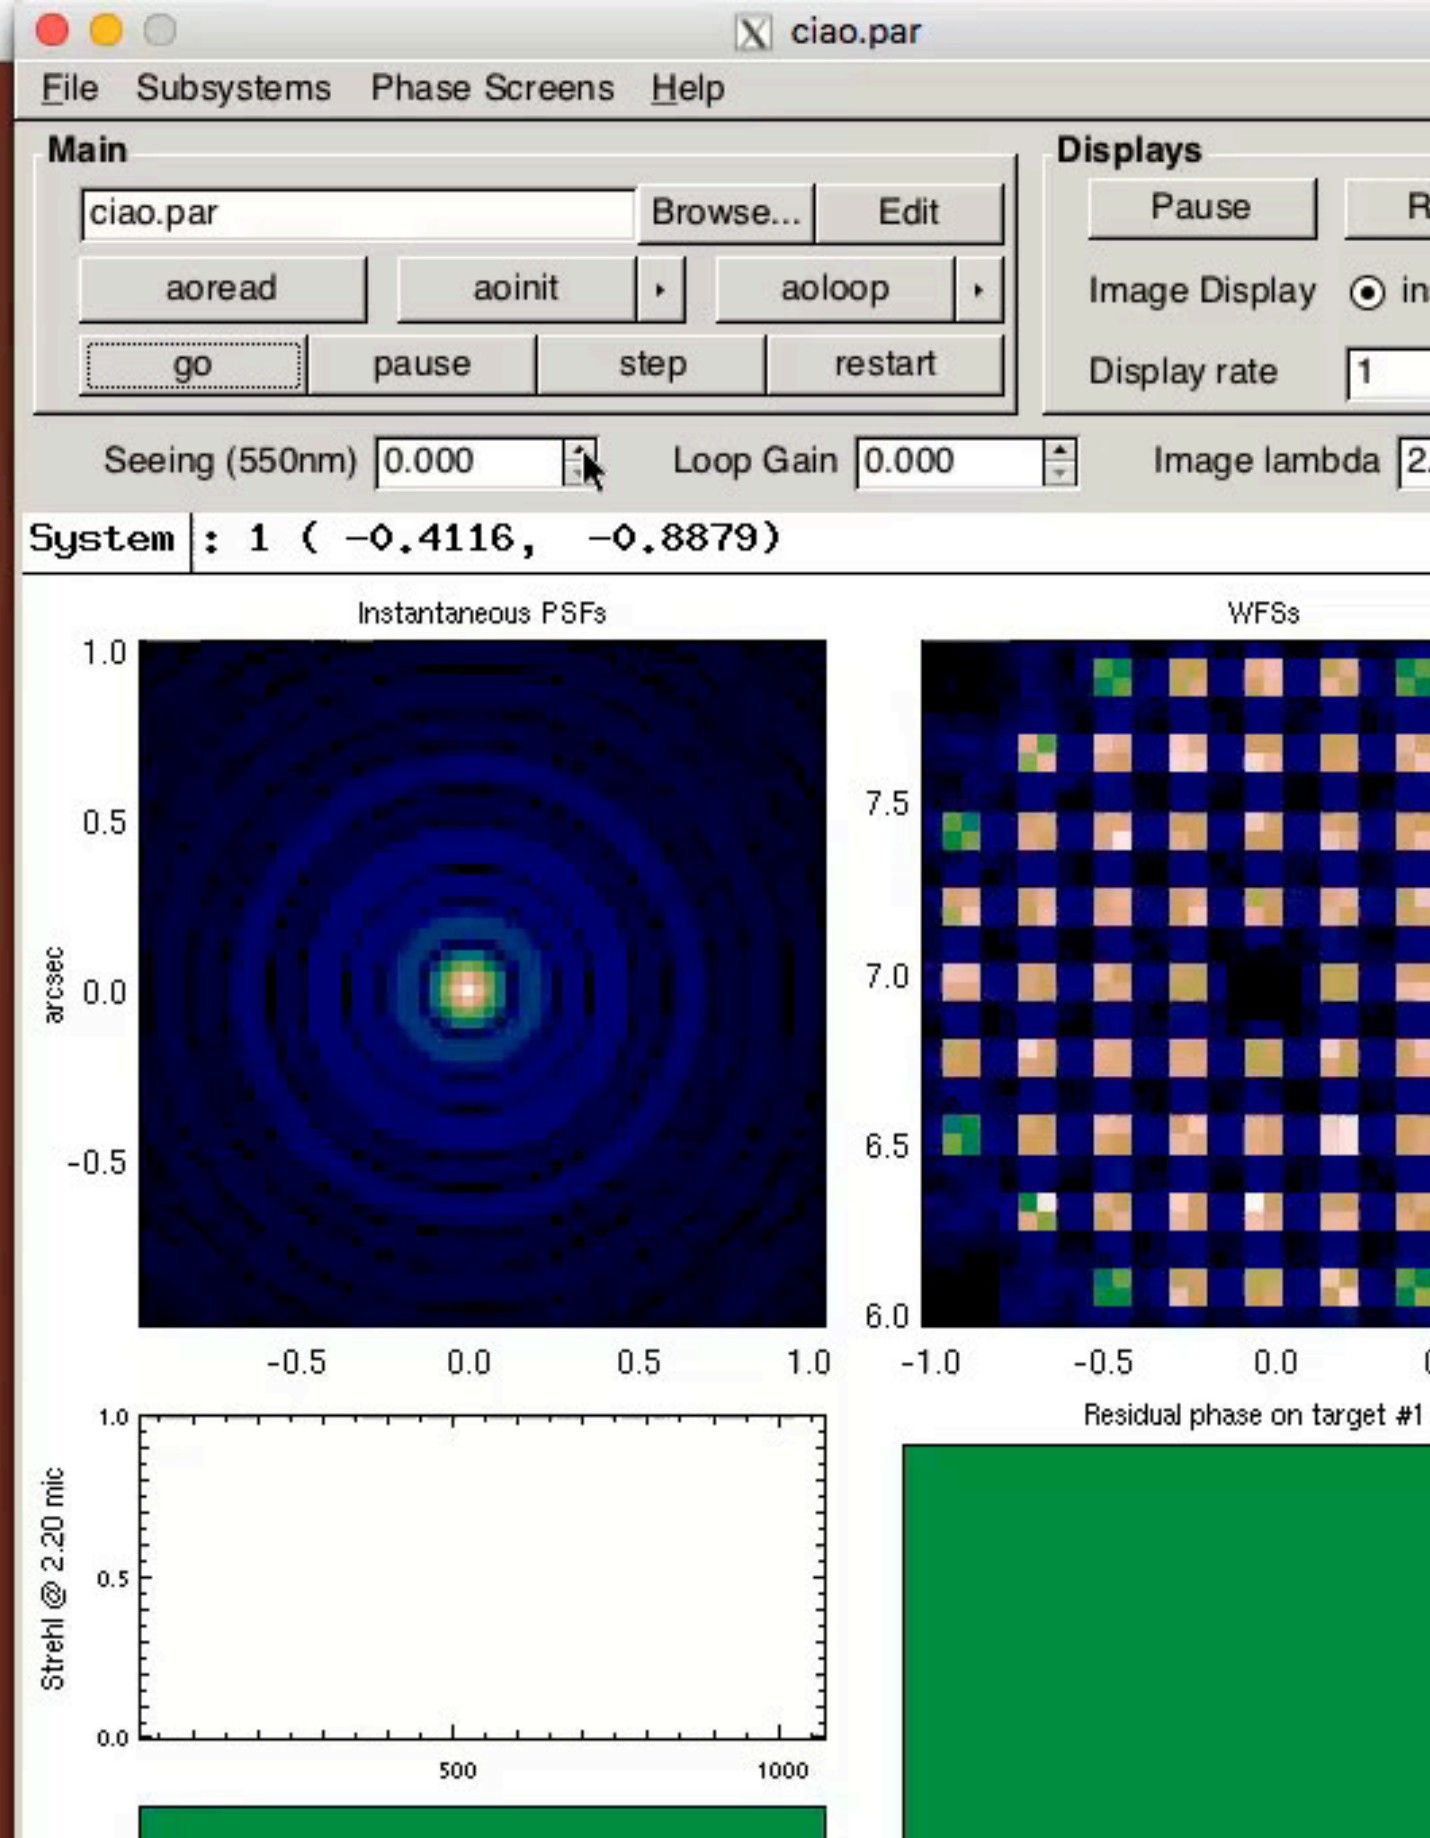 ciao.par
File Subsystems Phase Screens Help
Main
ciao.par Browse... Edit
aoread aoinit aoloop
go pause step restart
Displays
Pause R
Image Display in
Display rate 1
Seeing (550nm) 0.000 Loop Gain 0.000 Image lambda 2.
System : 1 ( -0.4116, -0.8879)
Instantaneous PSFs
1.0
0.5
0.0
-0.5
arcsec
-0.5 0.0 0.5 1.0
WFSs
7.5
7.0
6.5
6.0
-1.0 -0.5 0.0
1.0
0.5
0.0
Strehl @ 2.20 mic
500 1000
Residual phase on target #1